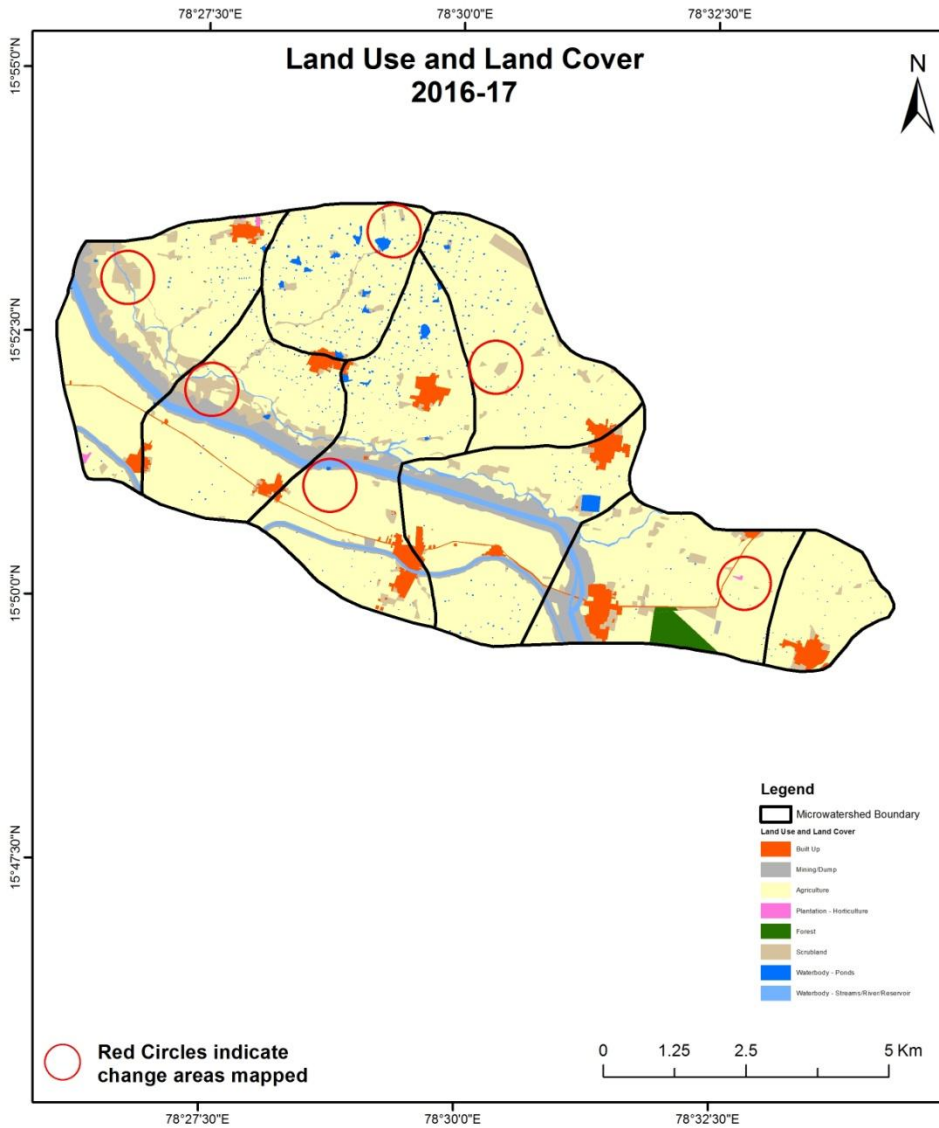 78°27'30"E 78°30'0"E 78°32'30"E
Land Use and Land Cover
2016-17
N
15°55'0"N
15°52'30"N
15°50'0"N
15°47'30"N
Legend
Microwatershed Boundary
Land Use and Land Cover
Built Up
Mining/Dump
Agriculture
Plantation - Horticulture
Forest
Scrubland
Waterbody - Ponds
Waterbody - Streams/River/Reservoir
Red Circles indicate
change areas mapped
0 1.25 2.5 5 Km
78°27'30"E 78°30'0"E 78°32'30"E